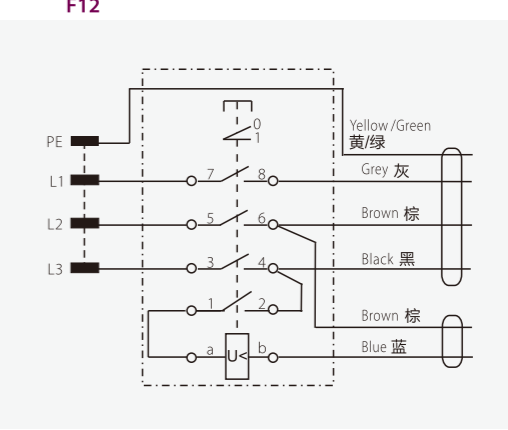 F12
0
1
Yellow /Green
黄/绿
PE
L1
7
8
Grey 灰
L2
5
6
Brown 棕
L3
3
4
Black 黑
1
2
Brown 棕
a
U<
b
Blue 蓝